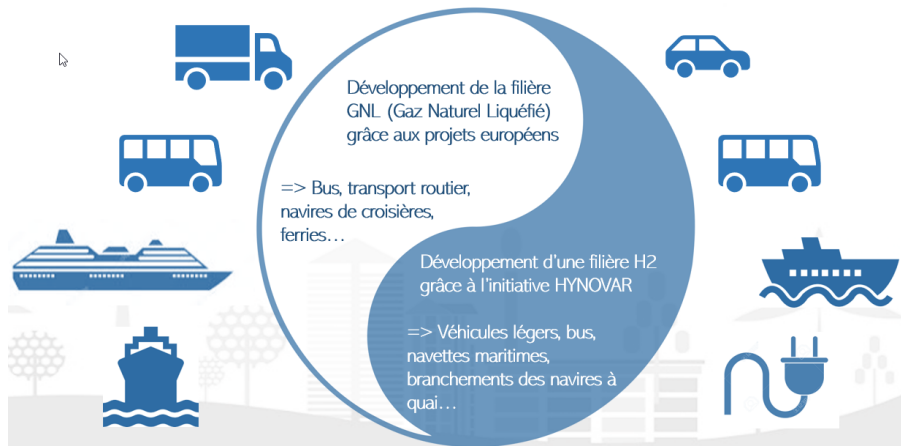 Développement de la filière
GNL (Gaz Naturel Liquéfié)
grâce aux projets européens
=> Bus, transport routier,
navires de croisières,
ferries...
Développement d'une filière H2
grâce à l'initiative HYNOVAR
=> Véhicules légers, bus,
navettes maritimes,
branchements des navires à
quai...